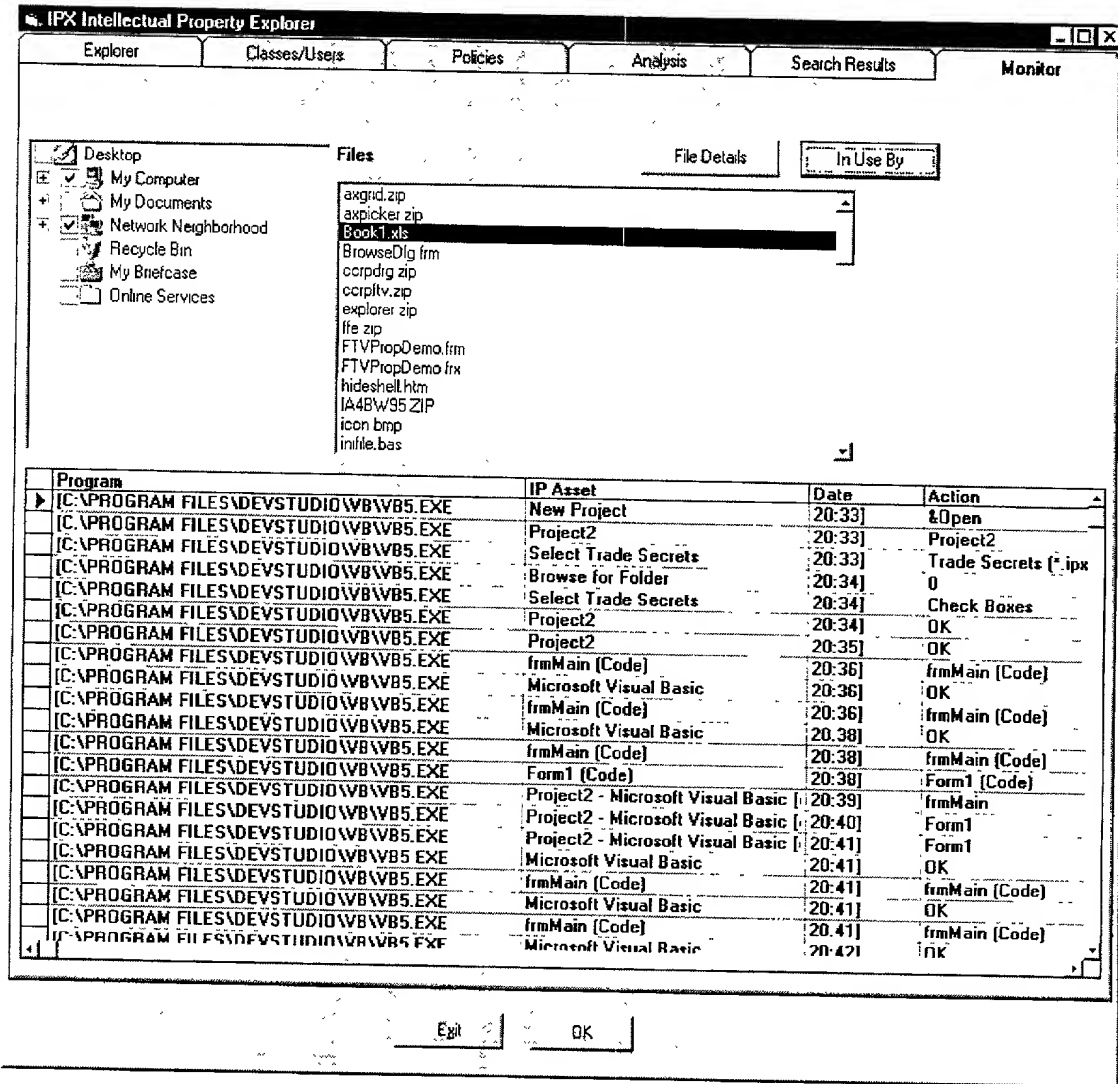 IPX Intellectual Property Explorer
Explorer Classes/Users Policies Analysis Search Results Monitor
Desktop
My Computer
My Documents
Network Neighborhood
Recycle Bin
My Briefcase
Online Services
Files File Details In Use By
axgrid.zip
axpicker zip
Book1.xls
BrowseDlg frm
ccrpdrg zip
ccrpftv.zip
explorer zip
ffe zip
FTVPropDemo.frm
FTVPropDemo frx
hideshell.htm
IA4BW95 ZIP
icon bmp
inifile.bas
Program IP Asset Date Action
[C:\PROGRAM FILES\DEVSTUDIO\VB\VB5.EXE New Project 20:33] &Open
[C:\PROGRAM FILES\DEVSTUDIO\VB\VB5.EXE Project2 20:33] Project2
[C:\PROGRAM FILES\DEVSTUDIO\VB\VB5.EXE Select Trade Secrets 20:33] Trade Secrets (*.ipx
[C:\PROGRAM FILES\DEVSTUDIO\VB\VB5.EXE Browse for Folder 20:34] 0
[C:\PROGRAM FILES\DEVSTUDIO\VB\VB5.EXE Select Trade Secrets 20:34] Check Boxes
[C:\PROGRAM FILES\DEVSTUDIO\VB\VB5.EXE Project2 20:34] OK
[C:\PROGRAM FILES\DEVSTUDIO\VB\VB5.EXE Project2 20:35] OK
[C:\PROGRAM FILES\DEVSTUDIO\VB\VB5.EXE frmMain (Code) 20:36] frmMain (Code)
[C:\PROGRAM FILES\DEVSTUDIO\VB\VB5.EXE Microsoft Visual Basic 20:36] OK
[C:\PROGRAM FILES\DEVSTUDIO\VB\VB5.EXE frmMain (Code) 20:36] frmMain (Code)
[C:\PROGRAM FILES\DEVSTUDIO\VB\VB5.EXE Microsoft Visual Basic 20.38] OK
[C:\PROGRAM FILES\DEVSTUDIO\VB\VB5.EXE frmMain (Code) 20:38] frmMain (Code)
[C:\PROGRAM FILES\DEVSTUDIO\VB\VB5.EXE Form1 (Code) 20:38] Form1 (Code)
[C:\PROGRAM FILES\DEVSTUDIO\VB\VB5.EXE Project2 - Microsoft Visual Basic [ 20:39] frmMain
[C:\PROGRAM FILES\DEVSTUDIO\VB\VB5.EXE Project2 - Microsoft Visual Basic [ 20:40] Form1
[C:\PROGRAM FILES\DEVSTUDIO\VB\VB5.EXE Project2 - Microsoft Visual Basic [ 20:41] Form1
[C:\PROGRAM FILES\DEVSTUDIO\VB\VB5 EXE Microsoft Visual Basic 20:41] OK
[C:\PROGRAM FILES\DEVSTUDIO\VB\VB5.EXE frmMain (Code) 20:41] frmMain (Code)
[C:\PROGRAM FILES\DEVSTUDIO\VB\VB5.EXE Microsoft Visual Basic 20:41] OK
[C:\PROGRAM FILES\DEVSTUDIO\VB\VB5.EXE frmMain (Code) 20.41] frmMain (Code)
[C:\PROGRAM FILES\DEVSTUDIO\VB\VB5 EXE Microsoft Visual Basic 20:42] OK
Exit OK